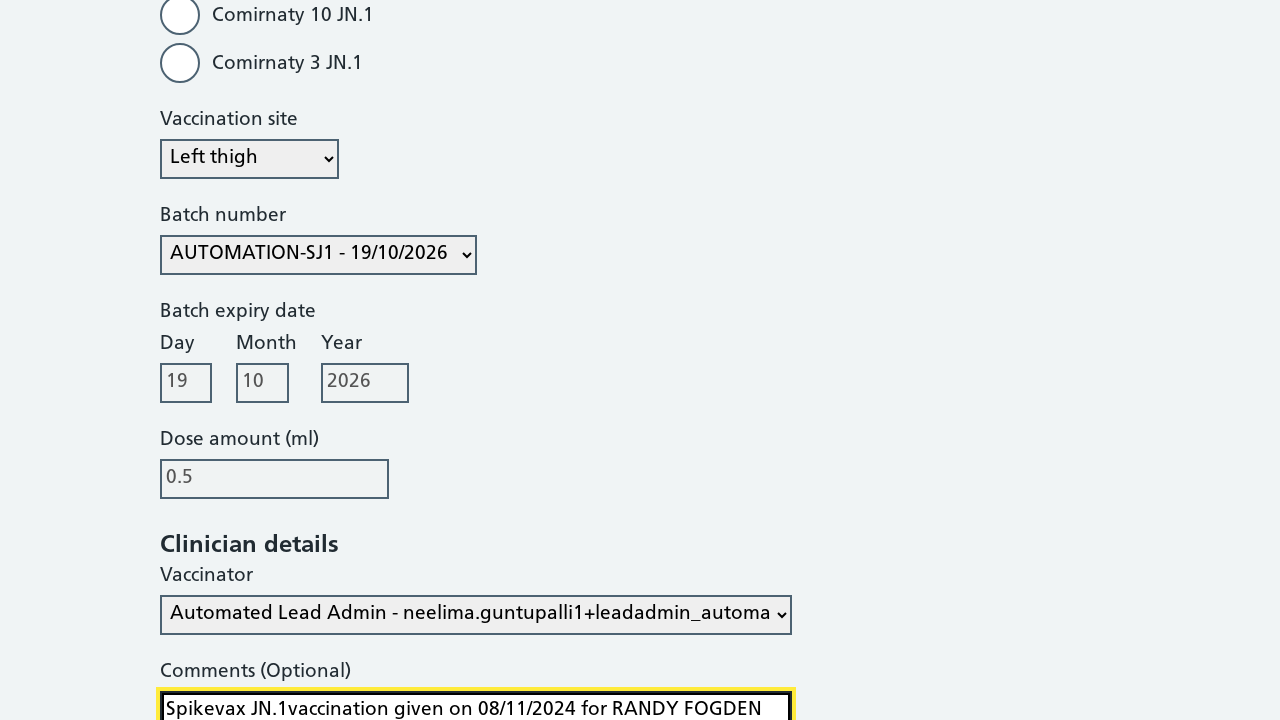 Comirnaty 10 JN.1
Comirnaty 3 JN.1
Vaccination site
Left thigh
Batch number
AUTOMATION-SJ1 - 19/10/2026
Batch expiry date
Day Month Year
19 10 2026
Dose amount (ml)
0.5
Clinician details
Vaccinator
Automated Lead Admin - neelima.guntupalli1+leadadmin_automa
Comments (Optional)
Spikevax JN.1vaccination given on 08/11/2024 for RANDY FOGDEN